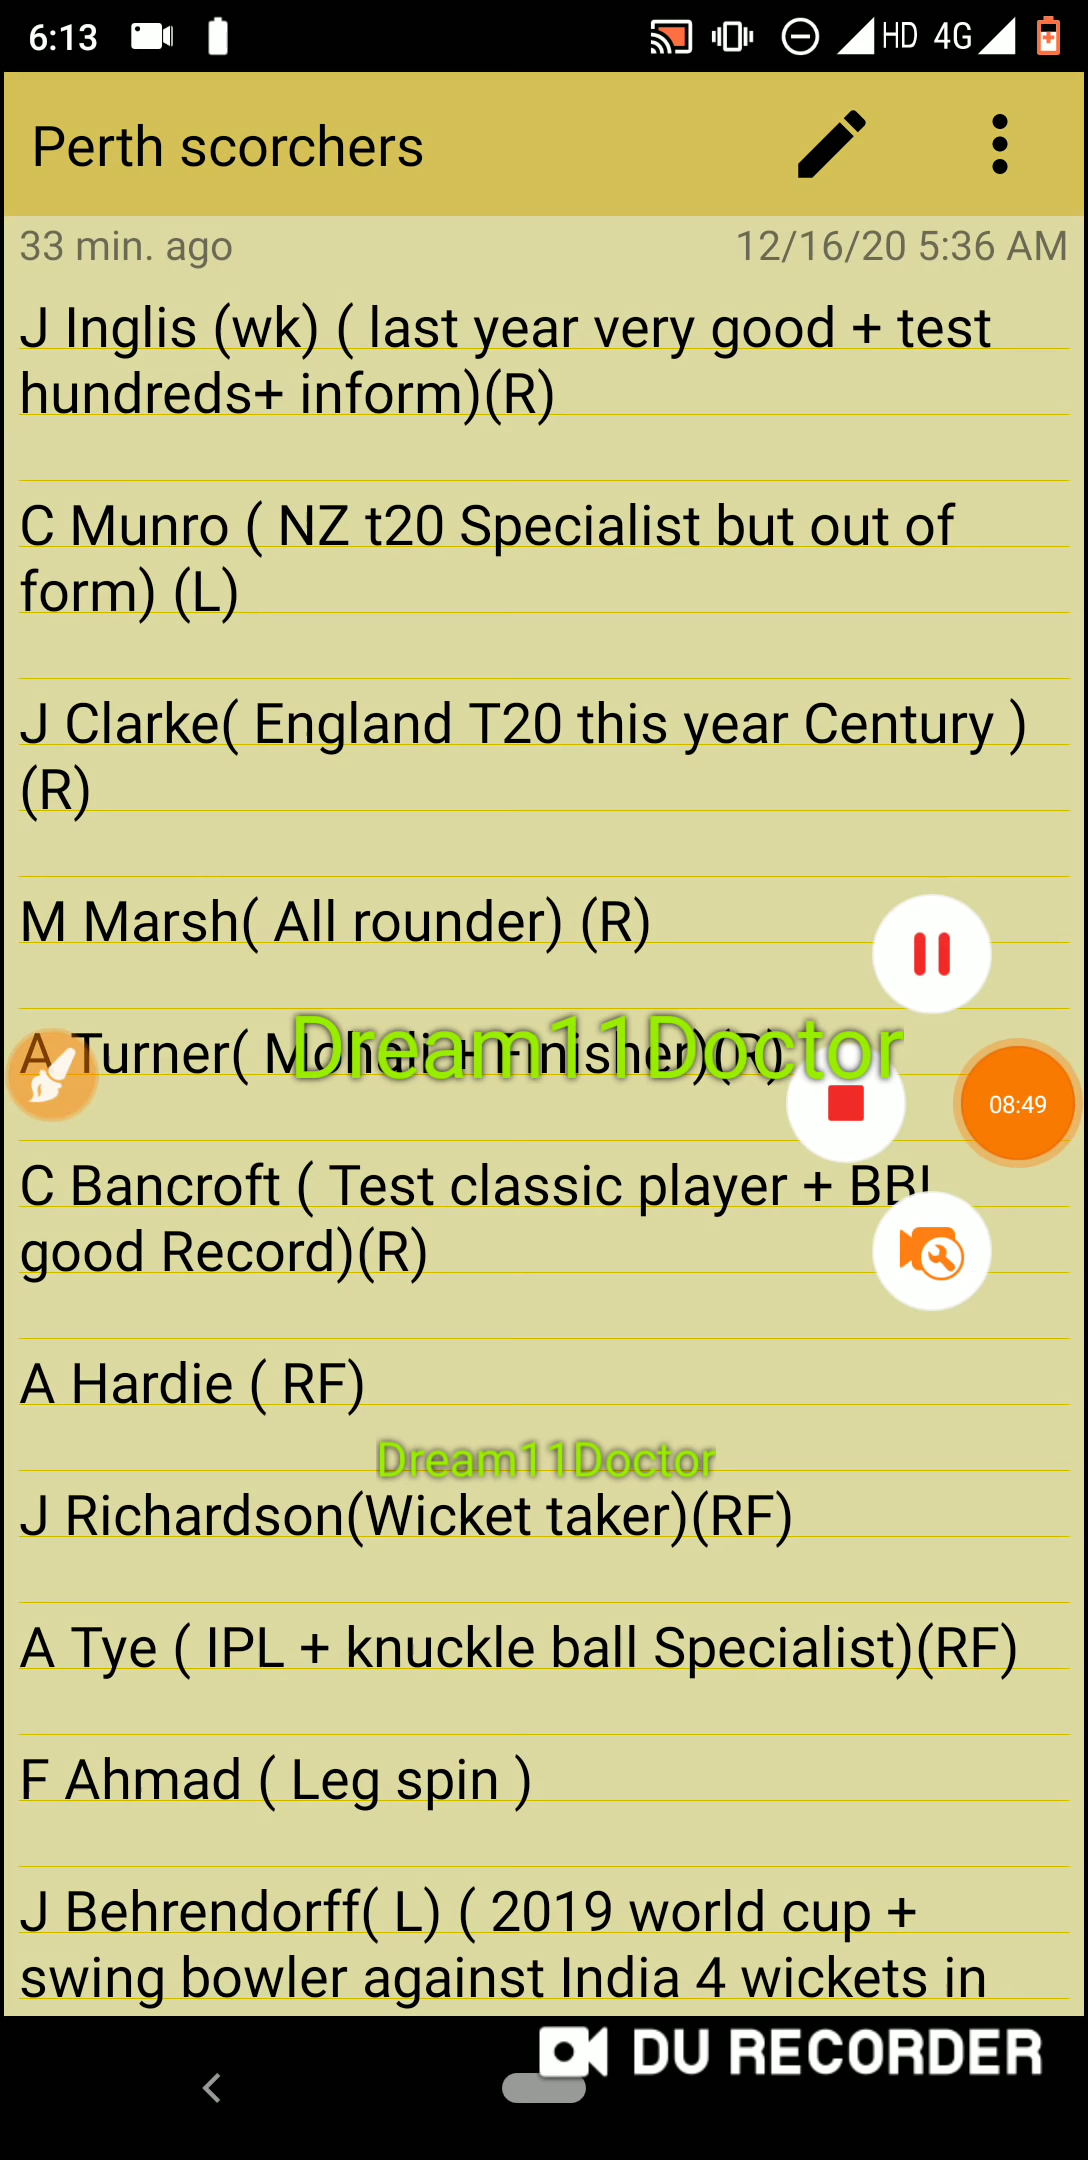 6:13
HD 4G
Perth scorchers
33 min. ago 12/16/20 5:36 AM
J Inglis (wk) ( last year very good + test
hundreds+ inform)(R)
C Munro ( NZ t20 Specialist but out of
form) (L)
J Clarke( England T20 this year Century )
(R)
M Marsh( All rounder) (R)
A Turner( Mohali + Finisher)(R)
Dream11Doctor
08:49
C Bancroft ( Test classic player + BBL
good Record)(R)
A Hardie ( RF)
Dream11Doctor
J Richardson(Wicket taker)(RF)
A Tye ( IPL + knuckle ball Specialist)(RF)
F Ahmad ( Leg spin )
J Behrendorff( L) ( 2019 world cup +
swing bowler against India 4 wickets in
DU RECORDER